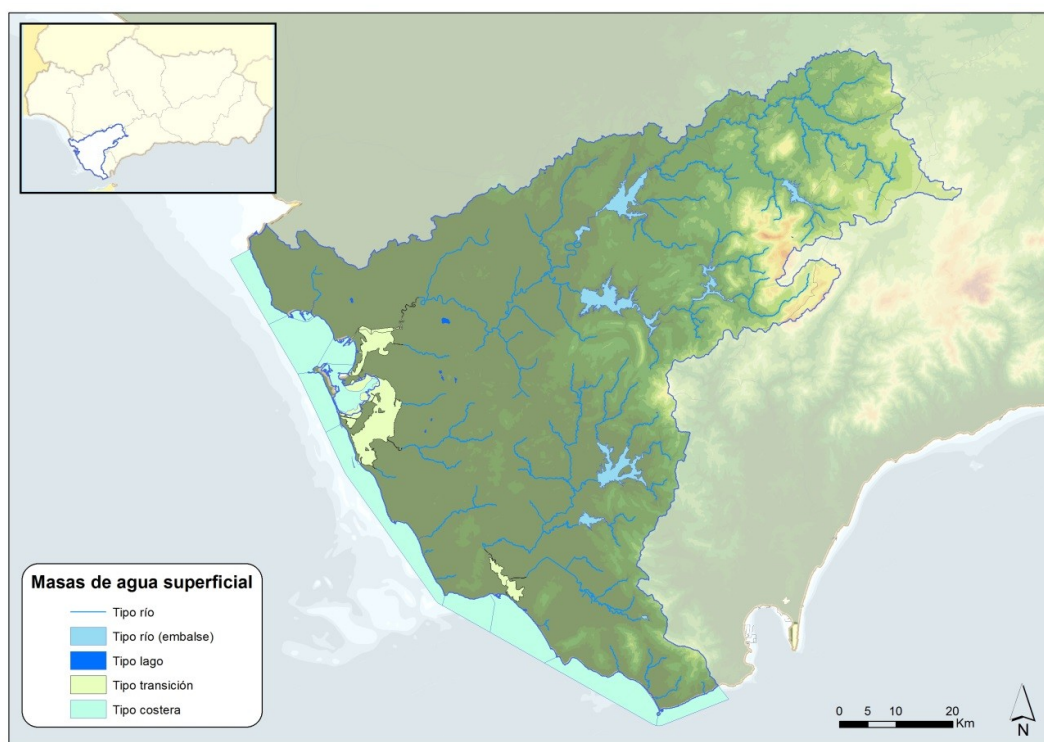 Masas de agua superficial
Tipo río
Tipo río (embalse)
Tipo lago
Tipo transición
Tipo costera
0 5 10 20
Km
N